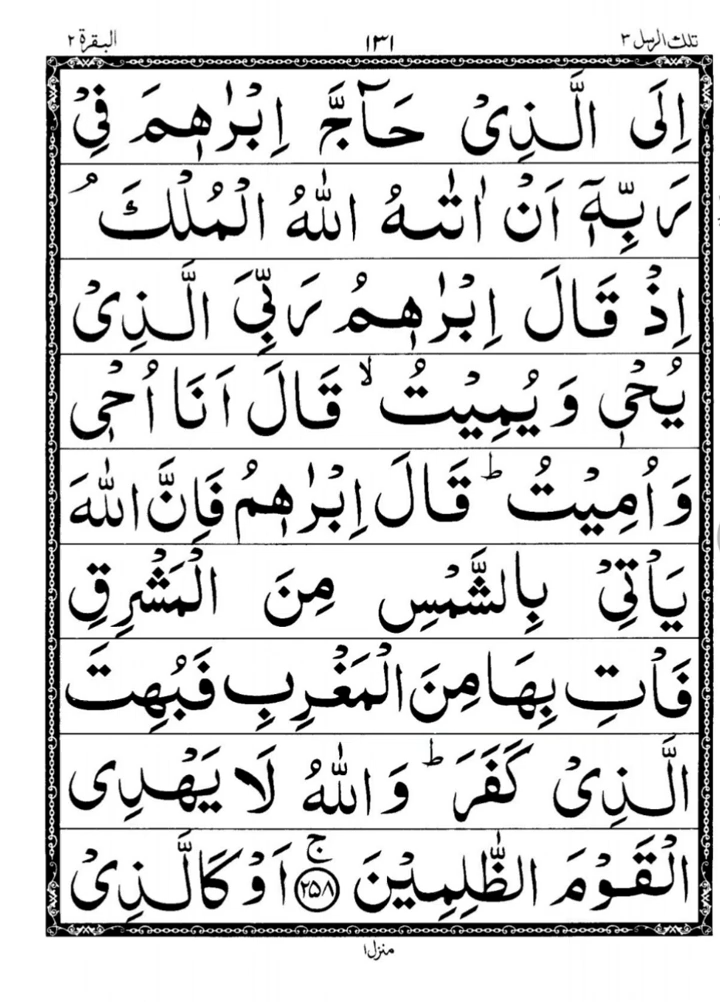 تلك الرسل ٣ ١٣١ البقرة ٢
اِلَى الَّذِیْ حَآجَّ اِبْرٰهٖمَ فِیْ
رَبِّهٖۤ اَنْ اٰتٰىهُ اللّٰهُ الْمُلْكَ ۘ
اِذْ قَالَ اِبْرٰهٖمُ رَبِّیَ الَّذِیْ
یُحْیٖ وَ یُمِیْتُ ۙ قَالَ اَنَا اُحْیٖ
وَ اُمِیْتُ ؕ قَالَ اِبْرٰهٖمُ فَاِنَّ اللّٰهَ
یَاْتِیْ بِالشَّمْسِ مِنَ الْمَشْرِقِ
فَاْتِ بِهَا مِنَ الْمَغْرِبِ فَبُهِتَ
الَّذِیْ كَفَرَ ؕ وَ اللّٰهُ لَا یَهْدِی
الْقَوْمَ الظّٰلِمِیْنَ ۚ ﴿۲۵۸﴾ اَوْ كَالَّذِیْ
منزل ١